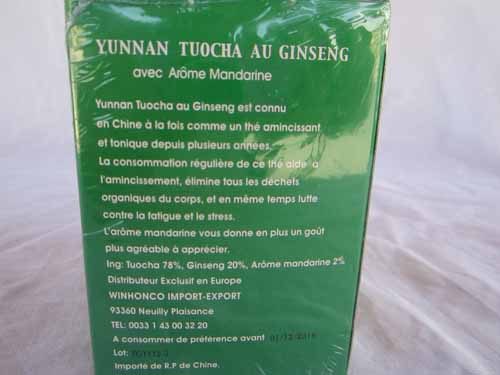 YUNNAN TUOCHA AU GINSENG
avec Arôme Mandarine
Yunnan Tuocha au Ginseng est connu
en Chine à la fois comme un thé amincissant
et tonique depuis plusieurs années.
La consommation régulière de ce thé aide à
l'amincissement, élimine tous les déchets
organiques du corps, et en même temps lutte
contre la fatigue et le stress.
L'arôme mandarine vous donne en plus un goût
plus agréable à apprécier.
Ing: Tuocha 78%, Ginseng 20%, Arôme mandarine 2%
Distributeur Exclusif en Europe
WINHONCO IMPORT-EXPORT
93360 Neuilly Plaisance
TEL: 0033 1 43 00 32 20
A consommer de préférence avant 01/12/2016
Lot:
Importé de R.P de Chine.